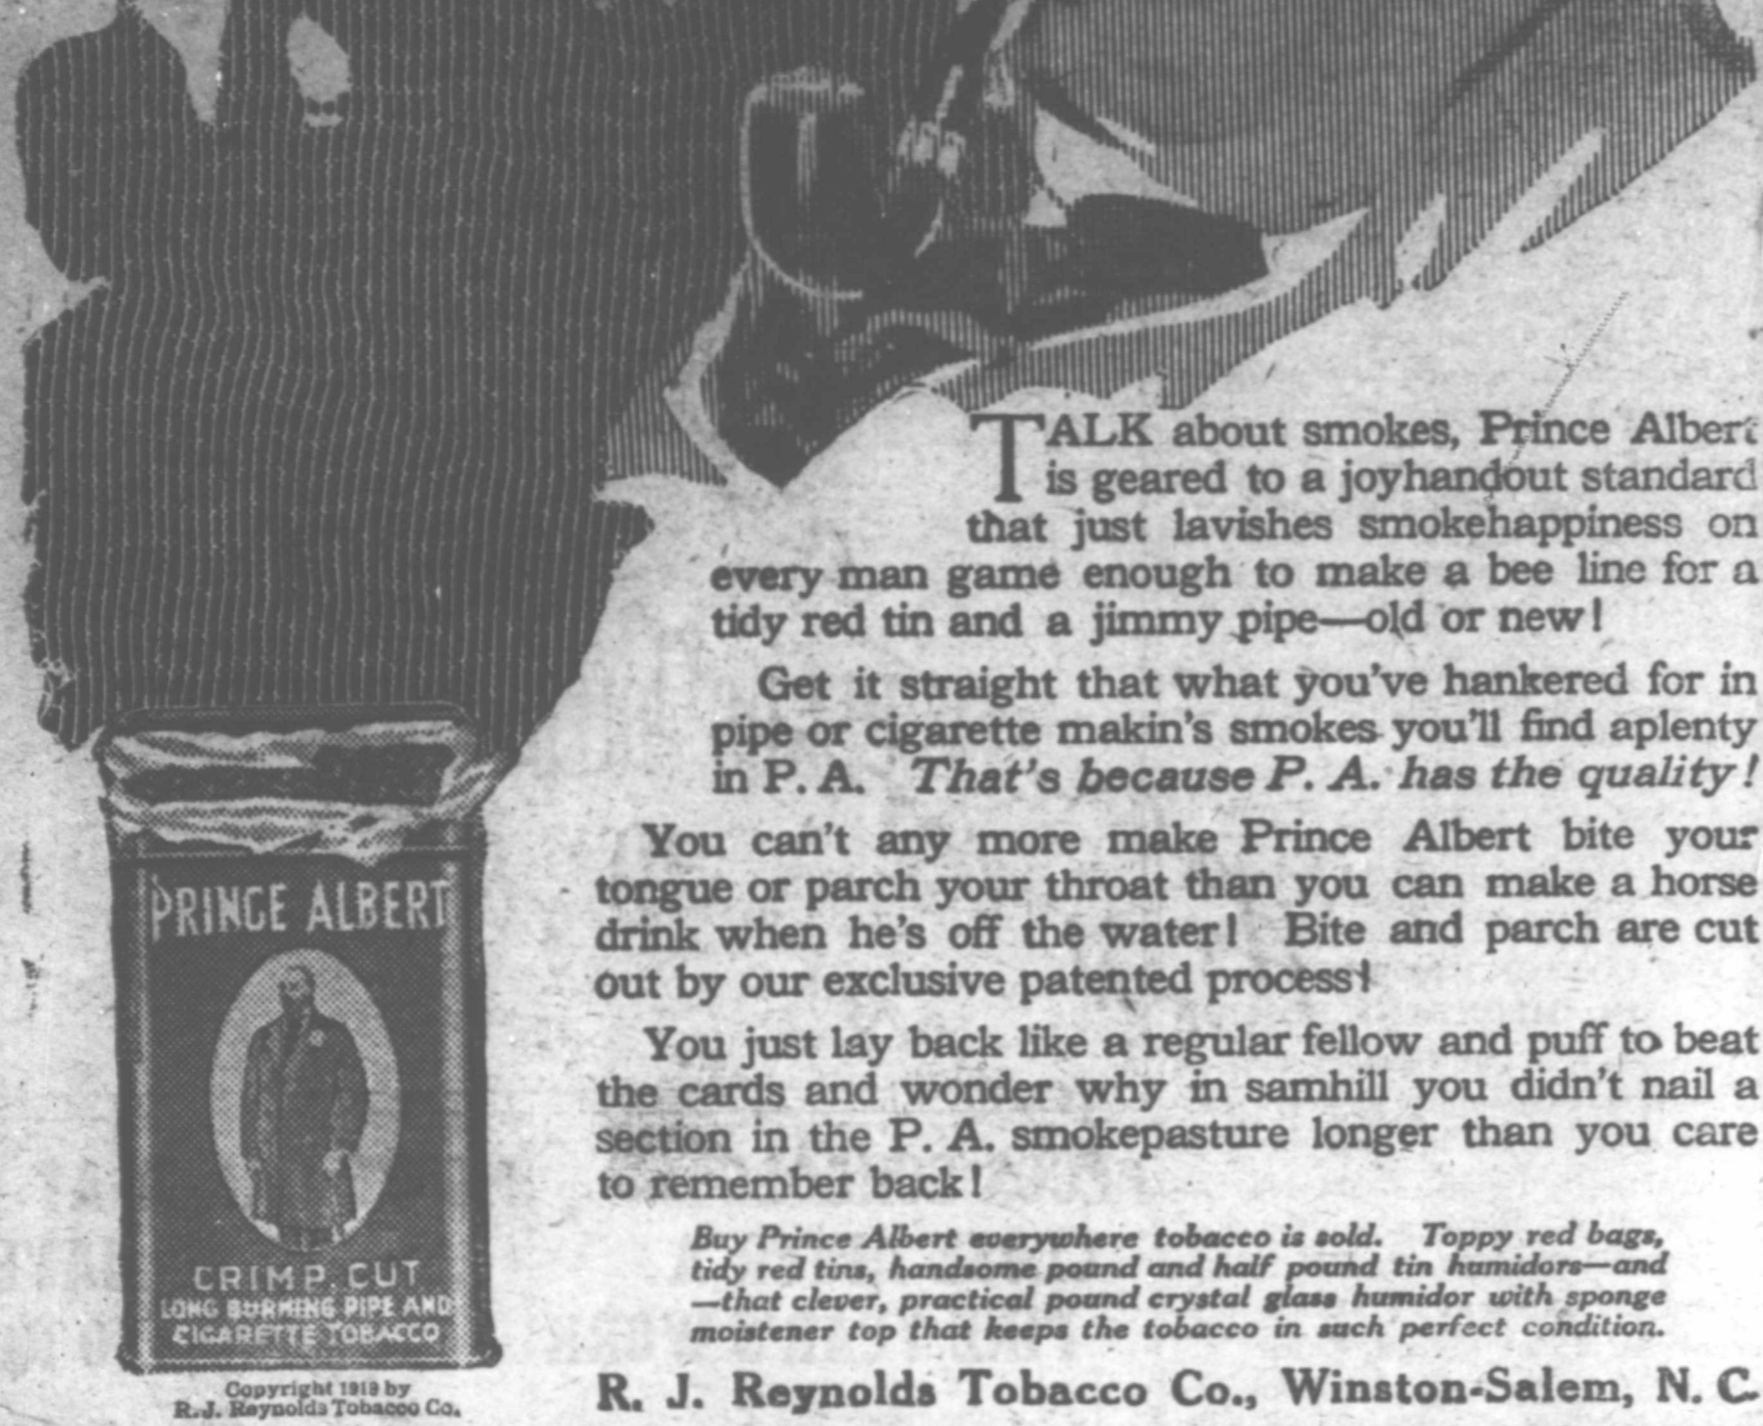 TALK about smokes, Prince Albert
is geared to a joyhandout standard
that just lavishes smokehappiness on
every man game enough to make a bee line for a
tidy red tin and a jimmy pipe—old or new!
Get it straight that what you've hankered for in
pipe or cigarette makin's smokes you'll find aplenty
in P. A. That's because P. A. has the quality!
You can't any more make Prince Albert bite your
tongue or parch your throat than you can make a horse
drink when he's off the water! Bite and parch are cut
out by our exclusive patented process!
You just lay back like a regular fellow and puff to beat
the cards and wonder why in samhill you didn't nail a
section in the P. A. smokepasture longer than you care
to remember back!
Buy Prince Albert everywhere tobacco is sold. Toppy red bags,
tidy red tins, handsome pound and half pound tin humidors—and
—that clever, practical pound crystal glass humidor with sponge
moistener top that keeps the tobacco in such perfect condition.
R. J. Reynolds Tobacco Co., Winston-Salem, N. C.
PRINCE ALBERT
CRIMP CUT
LONG BURNING PIPE AND
CIGARETTE TOBACCO
Copyright 1919 by
R. J. Reynolds Tobacco Co.